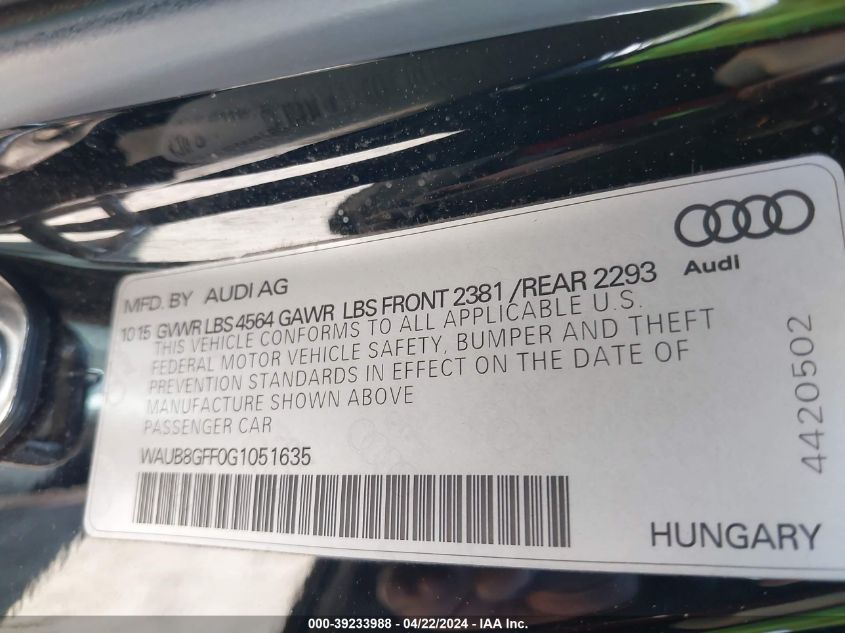 Audi
MFD. BY AUDI AG
10 15 GVWR LBS 4564 GAWR LBS FRONT 2381 /REAR 2293
THIS VEHICLE CONFORMS TO ALL APPLICABLE U.S.
FEDERAL MOTOR VEHICLE SAFETY, BUMPER AND THEFT
PREVENTION STANDARDS IN EFFECT ON THE DATE OF
MANUFACTURE SHOWN ABOVE
PASSENGER CAR
WAUB8GFF0G1051635
4420502
HUNGARY
000-39233988 - 04/22/2024 - IAA Inc.